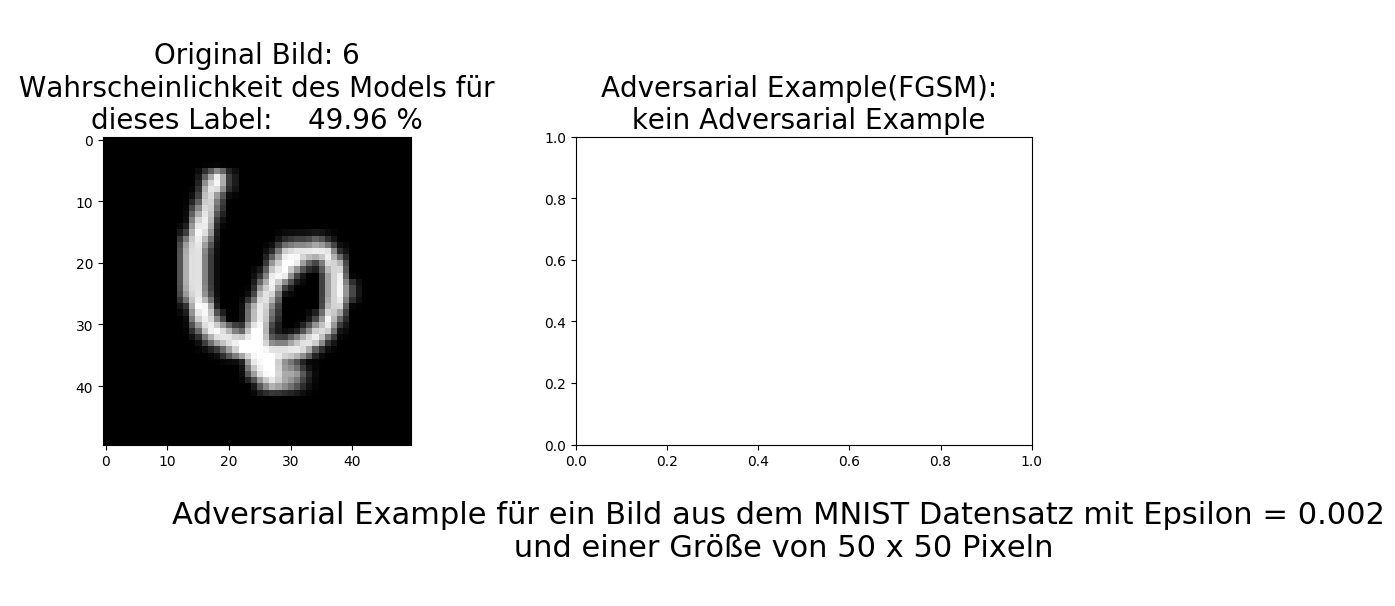 Original Bild: 6
Wahrscheinlichkeit des Models für
dieses Label: 49.96 %
0
10
20
30
40
0 10 20 30 40
6
Adversarial Example(FGSM):
kein Adversarial Example
1.0
0.8
0.6
0.4
0.2
0.0
0.0 0.2 0.4 0.6 0.8 1.0
Adversarial Example für ein Bild aus dem MNIST Datensatz mit Epsilon = 0.002
und einer Größe von 50 x 50 Pixeln